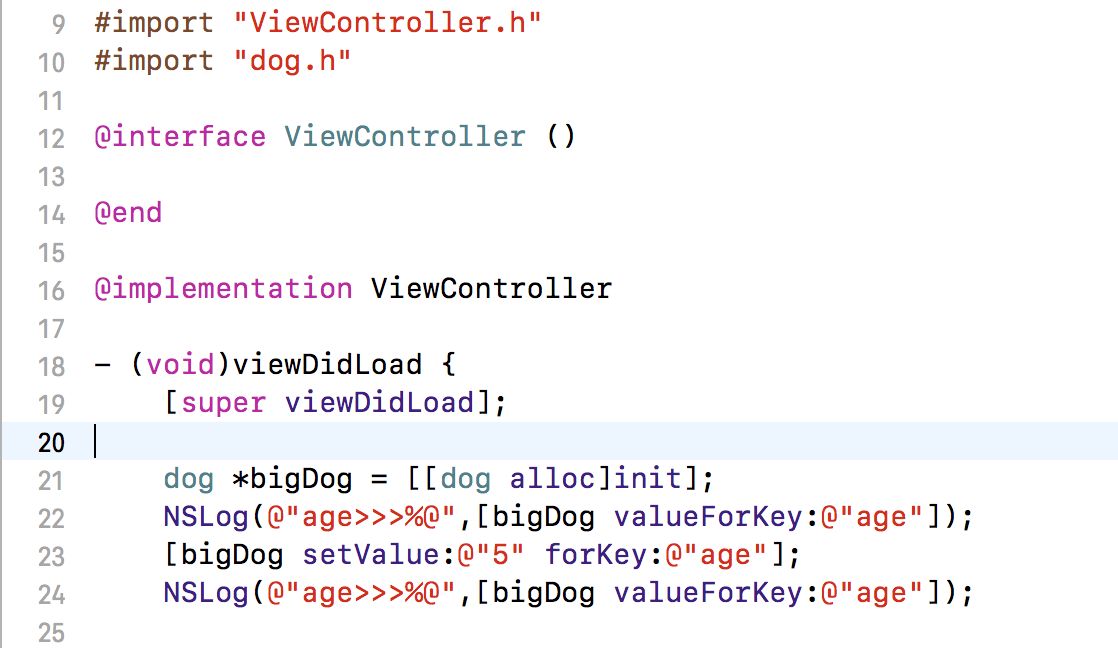 9 #import "ViewController.h"
10 #import "dog.h"
11
12 @interface ViewController ()
13
14 @end
15
16 @implementation ViewController
17
18 - (void)viewDidLoad {
19 [super viewDidLoad];
20
21 dog *bigDog = [[dog alloc]init];
22 NSLog(@"age>>>%@",[bigDog valueForKey:@"age"]);
23 [bigDog setValue:@"5" forKey:@"age"];
24 NSLog(@"age>>>%@",[bigDog valueForKey:@"age"]);
25